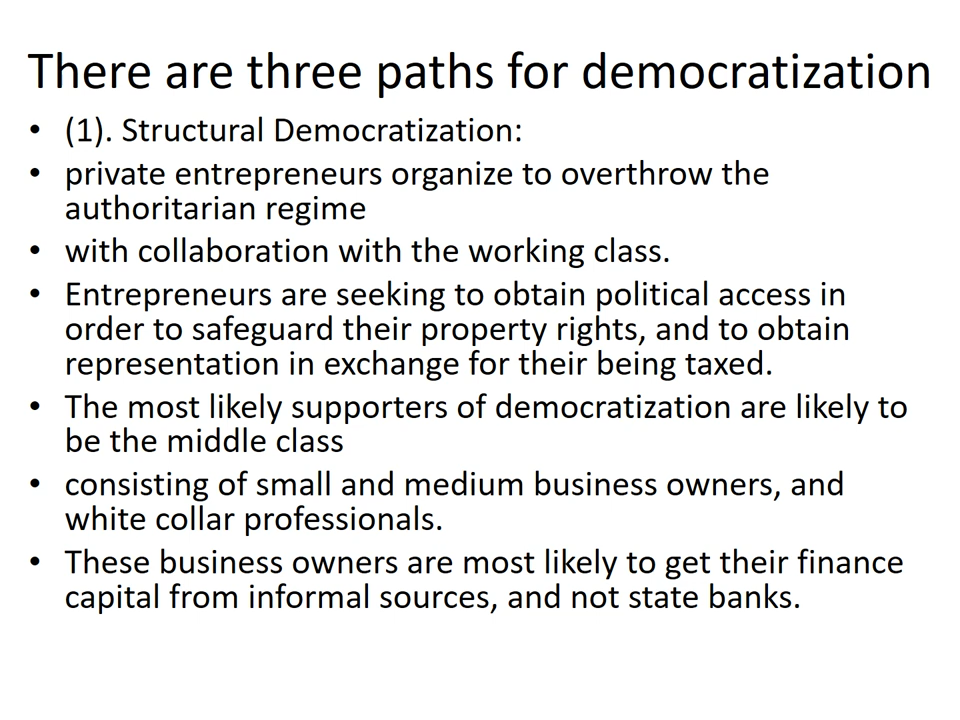 There are three paths for democratization
• (1). Structural Democratization:
• private entrepreneurs organize to overthrow the
authoritarian regime
• with collaboration with the working class.
• Entrepreneurs are seeking to obtain political access in
order to safeguard their property rights, and to obtain
representation in exchange for their being taxed.
• The most likely supporters of democratization are likely to
be the middle class
• consisting of small and medium business owners, and
white collar professionals.
• These business owners are most likely to get their finance
capital from informal sources, and not state banks.